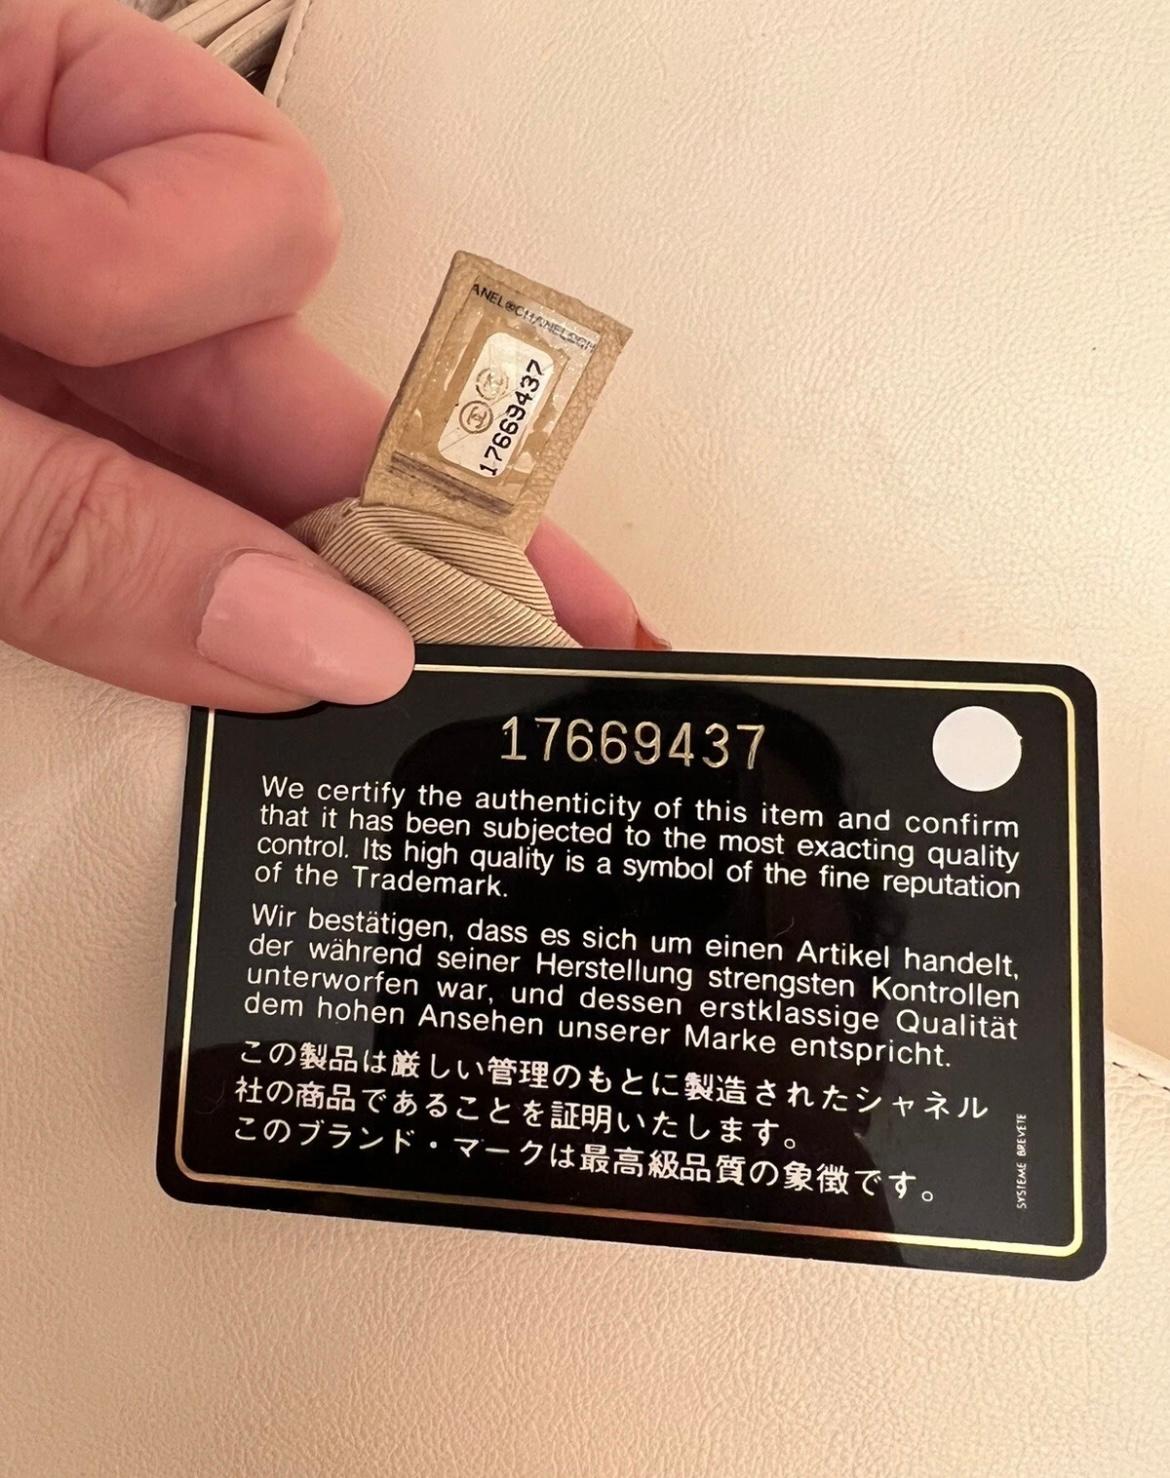 ANEL®CHANEL®CH
17669437
17669437
We certify the authenticity of this item and confirm
that it has been subjected to the most exacting quality
control. Its high quality is a symbol of the fine reputation
of the Trademark.
Wir bestätigen, dass es sich um einen Artikel handelt,
der während seiner Herstellung strengsten Kontrollen
unterworfen war, und dessen erstklassige Qualität
dem hohen Ansehen unserer Marke entspricht.
この製品は厳しい管理のもとに製造されたシャネル
社の商品であることを証明いたします。
このブランド・マークは最高級品質の象徴です。
SYSTEME BREVETE